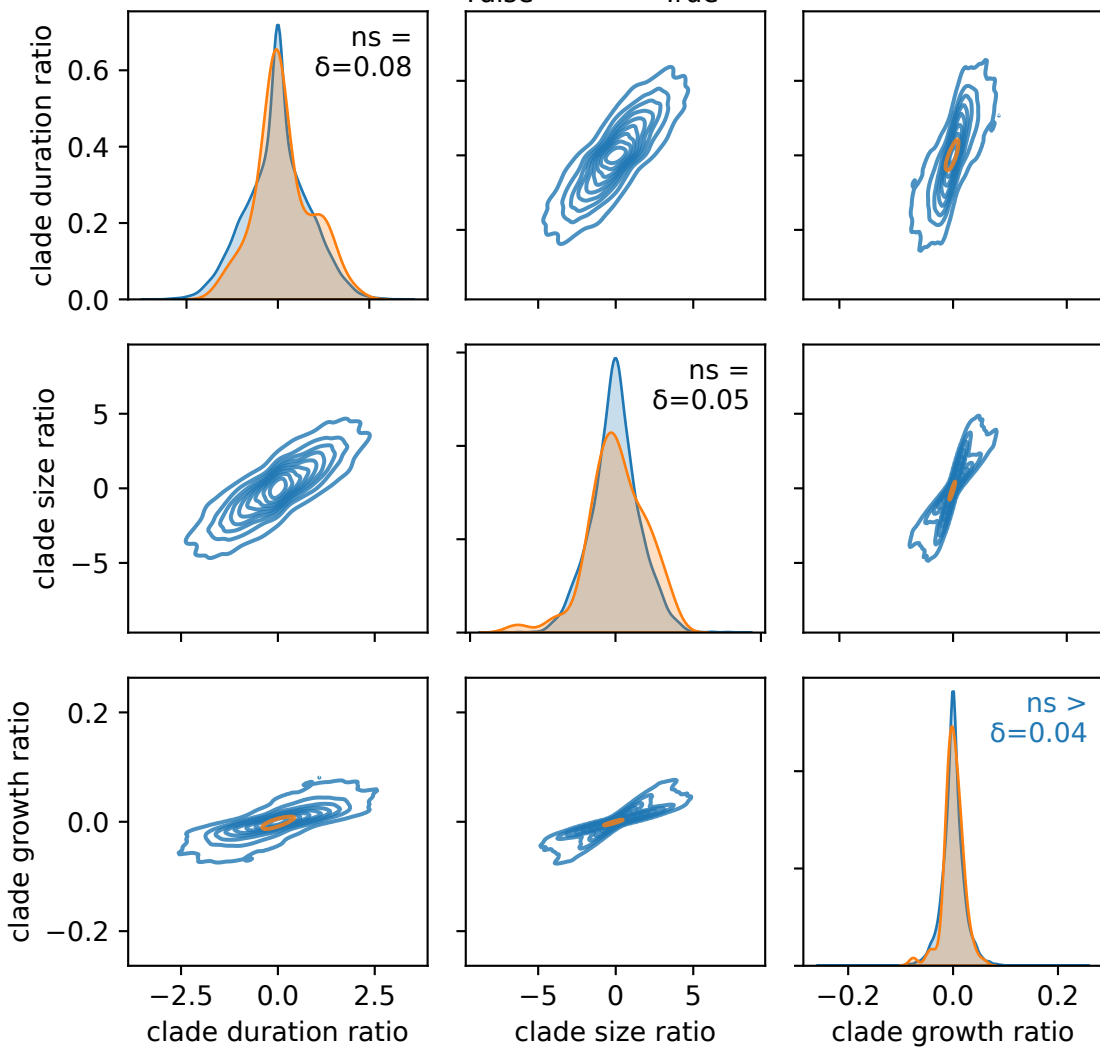 clade duration ratio
0.6
0.4
0.2
0.0
ns =
δ=0.08
clade size ratio
5
0
−5
ns =
δ=0.05
clade growth ratio
0.2
0.0
−0.2
ns >
δ=0.04
−2.5 0.0 2.5
−5 0 5
−0.2 0.0 0.2
clade duration ratio
clade size ratio
clade growth ratio